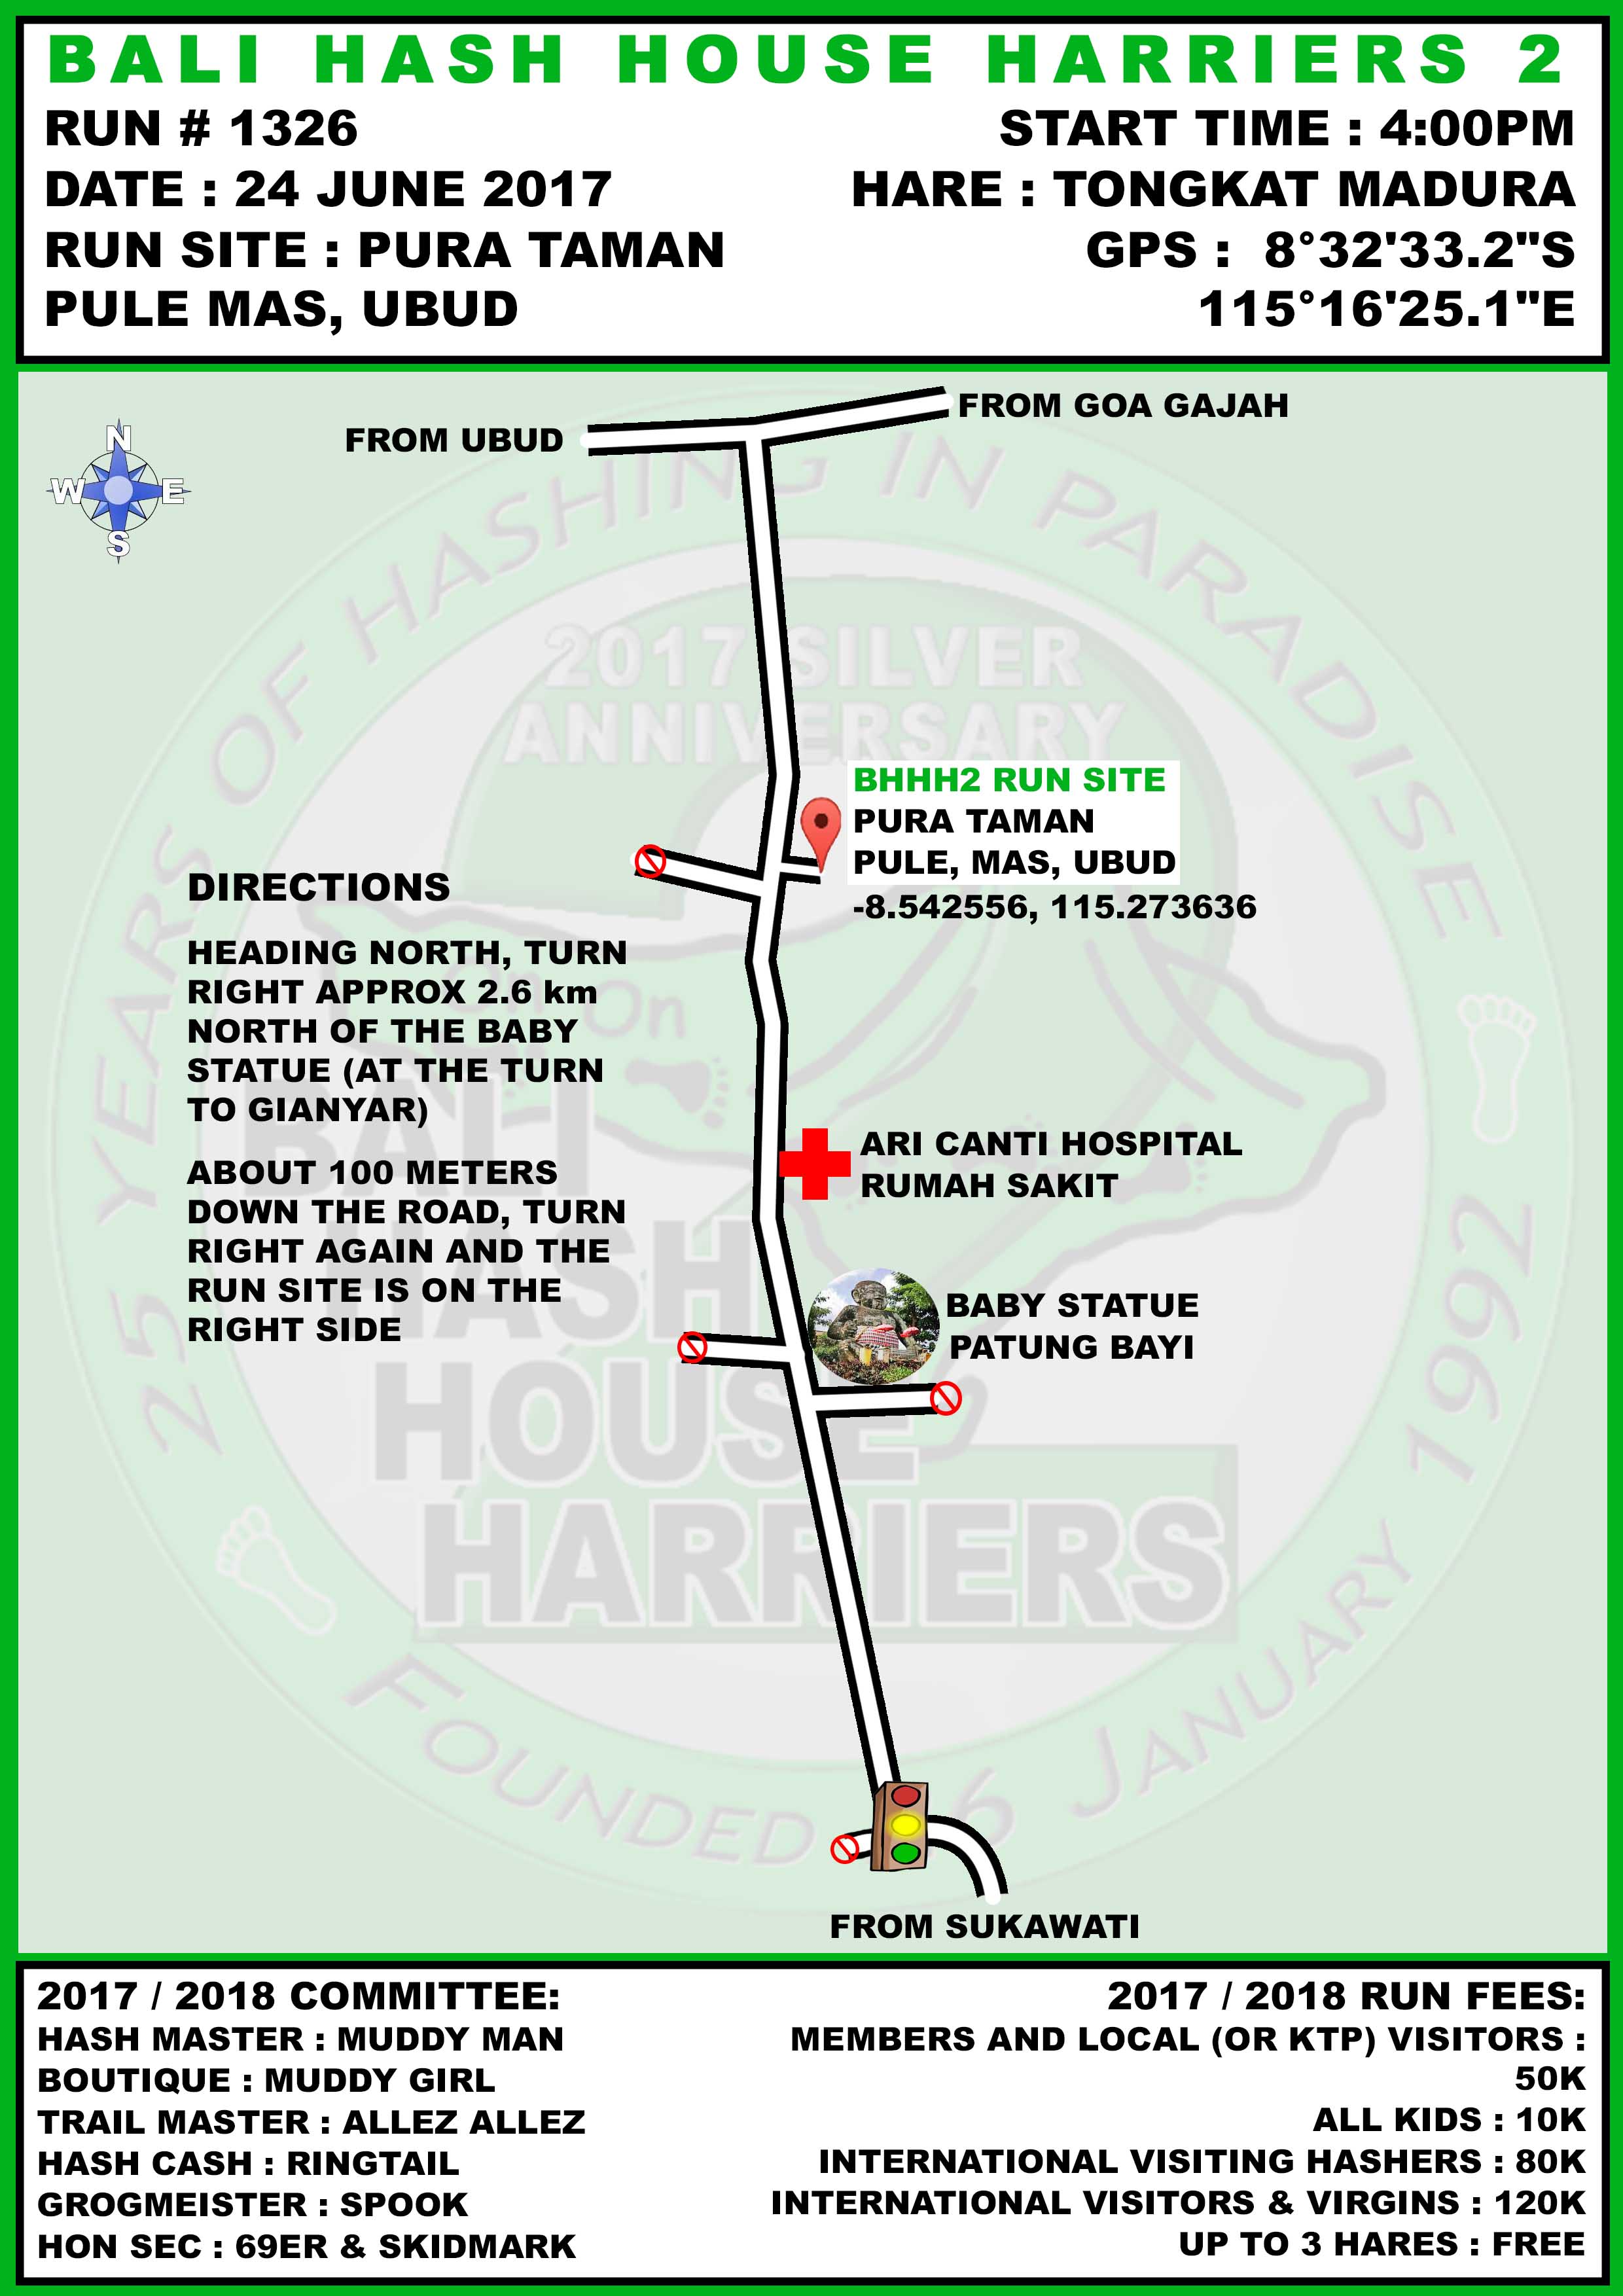 BALI HASH HOUSE HARRIERS 2
RUN # 1326
DATE : 24 JUNE 2017
RUN SITE : PURA TAMAN
PULE MAS, UBUD
START TIME : 4:00PM
HARE : TONGKAT MADURA
GPS : 8°32'33.2"S
115°16'25.1"E
FROM GOA GAJAH
FROM UBUD
N
W E
S
25 YEARS OF HASHING IN PARADISE
2017 SILVER
ANNIVERSARY
BHHH2 RUN SITE
PURA TAMAN
PULE, MAS, UBUD
-8.542556, 115.273636
DIRECTIONS
HEADING NORTH, TURN
RIGHT APPROX 2.6 km
NORTH OF THE BABY
STATUE (AT THE TURN
TO GIANYAR)
ABOUT 100 METERS
DOWN THE ROAD, TURN
RIGHT AGAIN AND THE
RUN SITE IS ON THE
RIGHT SIDE
On On
BALI
HASH
HOUSE
HARRIERS
ARI CANTI HOSPITAL
RUMAH SAKIT
BABY STATUE
PATUNG BAYI
FOUNDED 6 JANUARY 1992
FROM SUKAWATI
2017 / 2018 COMMITTEE:
HASH MASTER : MUDDY MAN
BOUTIQUE : MUDDY GIRL
TRAIL MASTER : ALLEZ ALLEZ
HASH CASH : RINGTAIL
GROGMEISTER : SPOOK
HON SEC : 69ER & SKIDMARK
2017 / 2018 RUN FEES:
MEMBERS AND LOCAL (OR KTP) VISITORS :
50K
ALL KIDS : 10K
INTERNATIONAL VISITING HASHERS : 80K
INTERNATIONAL VISITORS & VIRGINS : 120K
UP TO 3 HARES : FREE